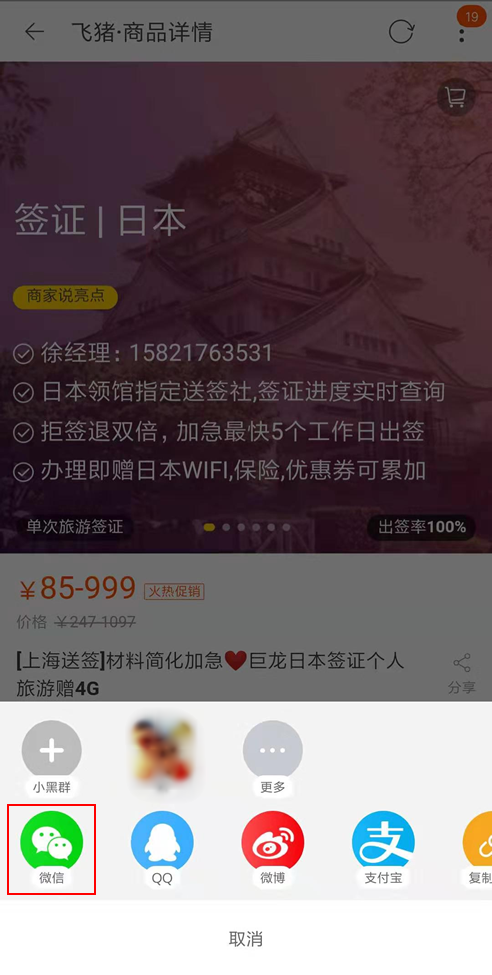 飞猪·商品详情
19
签证 | 日本
商家说亮点
徐经理：15821763531
日本领馆指定送签社,签证进度实时查询
拒签退双倍，加急最快5个工作日出签
办理即赠日本WIFI,保险,优惠券可累加
单次旅游签证
出签率100%
￥85-999 火热促销
价格 ￥247-1097
[上海送签]材料简化加急❤巨龙日本签证个人
旅游赠4G
分享
小黑群
更多
微信
QQ
微博
支付宝
复制
取消